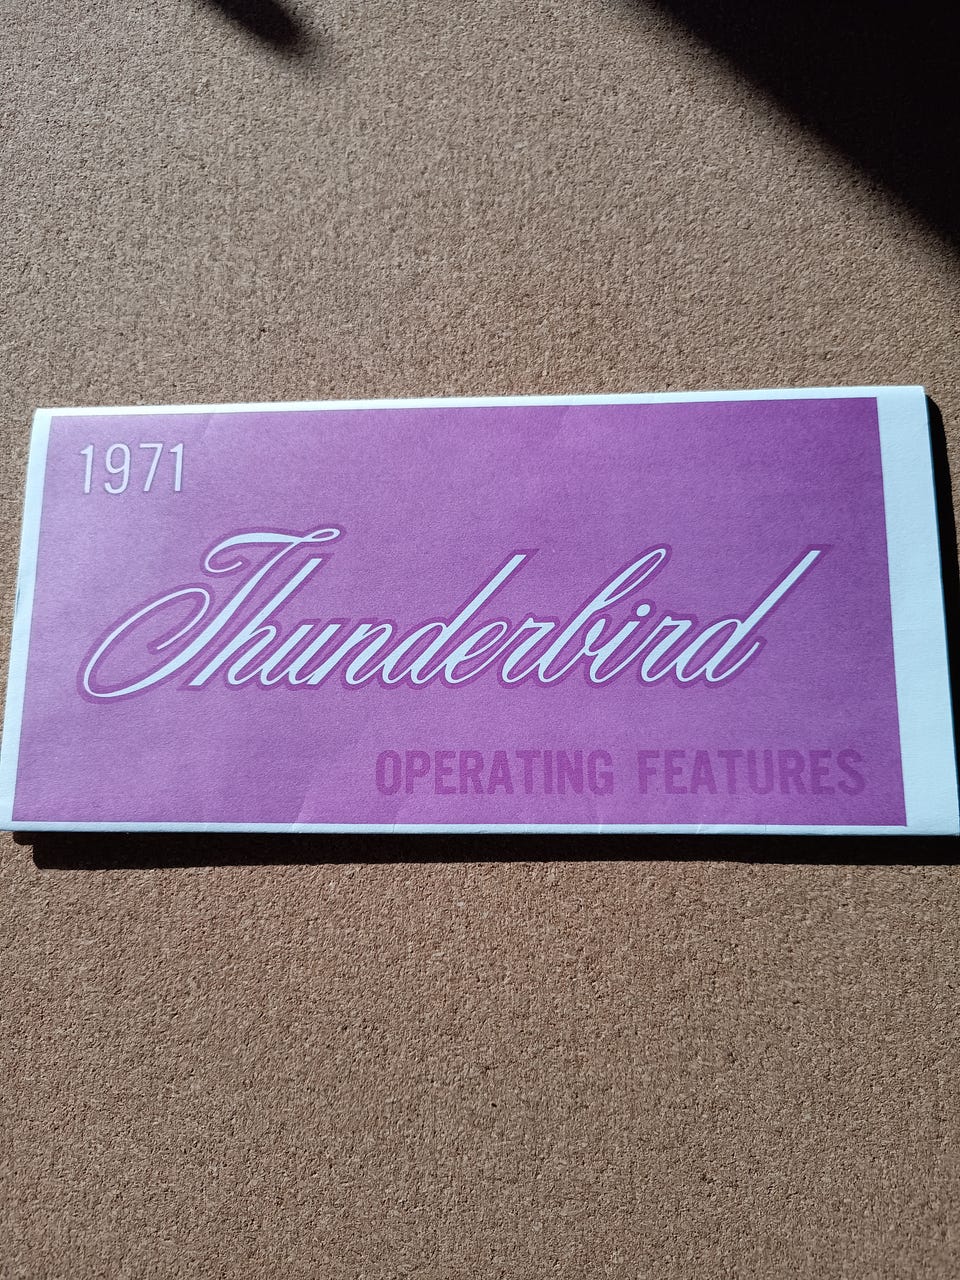 1971
Thunderbird
OPERATING FEATURES